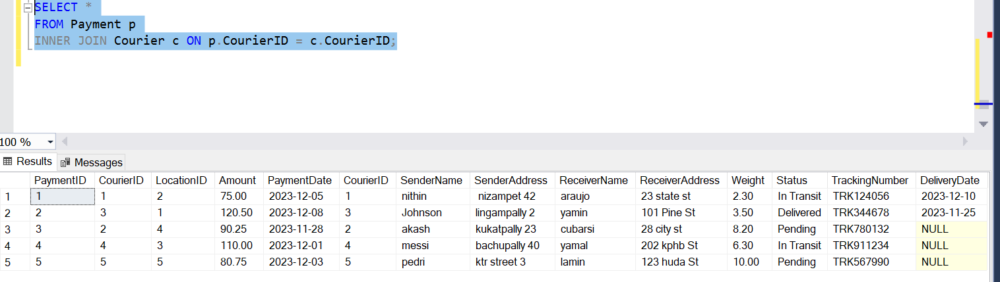 SELECT *
FROM Payment p
INNER JOIN Courier c ON p.CourierID = c.CourierID;
100 %
Results Messages
PaymentID CourierID LocationID Amount PaymentDate CourierID SenderName SenderAddress ReceiverName ReceiverAddress Weight Status TrackingNumber DeliveryDate
1 1 1 2 75.00 2023-12-05 1 nithin nizampet 42 araujo 23 state st 2.30 In Transit TRK124056 2023-12-10
2 2 3 1 120.50 2023-12-08 3 Johnson lingampally 2 yamin 101 Pine St 3.50 Delivered TRK344678 2023-11-25
3 3 2 4 90.25 2023-11-28 2 akash kukatpally 23 cubarsi 28 city st 8.20 Pending TRK780132 NULL
4 4 4 3 110.00 2023-12-01 4 messi bachupally 40 yamal 202 kphb St 6.30 In Transit TRK911234 NULL
5 5 5 5 80.75 2023-12-03 5 pedri ktr street 3 lamin 123 huda St 10.00 Pending TRK567990 NULL